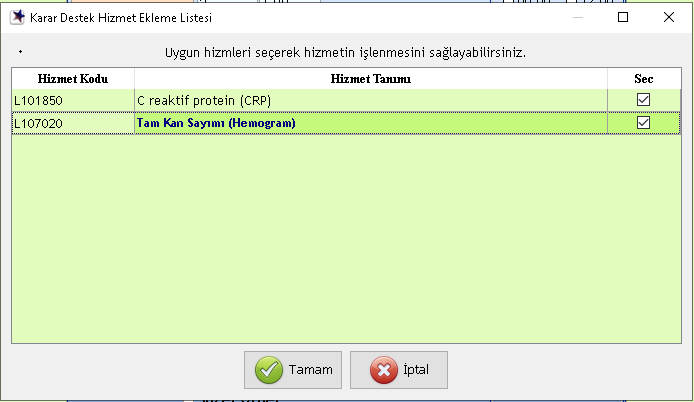 Karar Destek Hizmet Ekleme Listesi
Uygun hizmleri seçerek hizmetin işlenmesini sağlayabilirsiniz.
Hizmet Kodu Hizmet Tanımı Sec
L101850 C reaktif protein (CRP)
L107020 Tam Kan Sayımı (Hemogram)
Tamam İptal